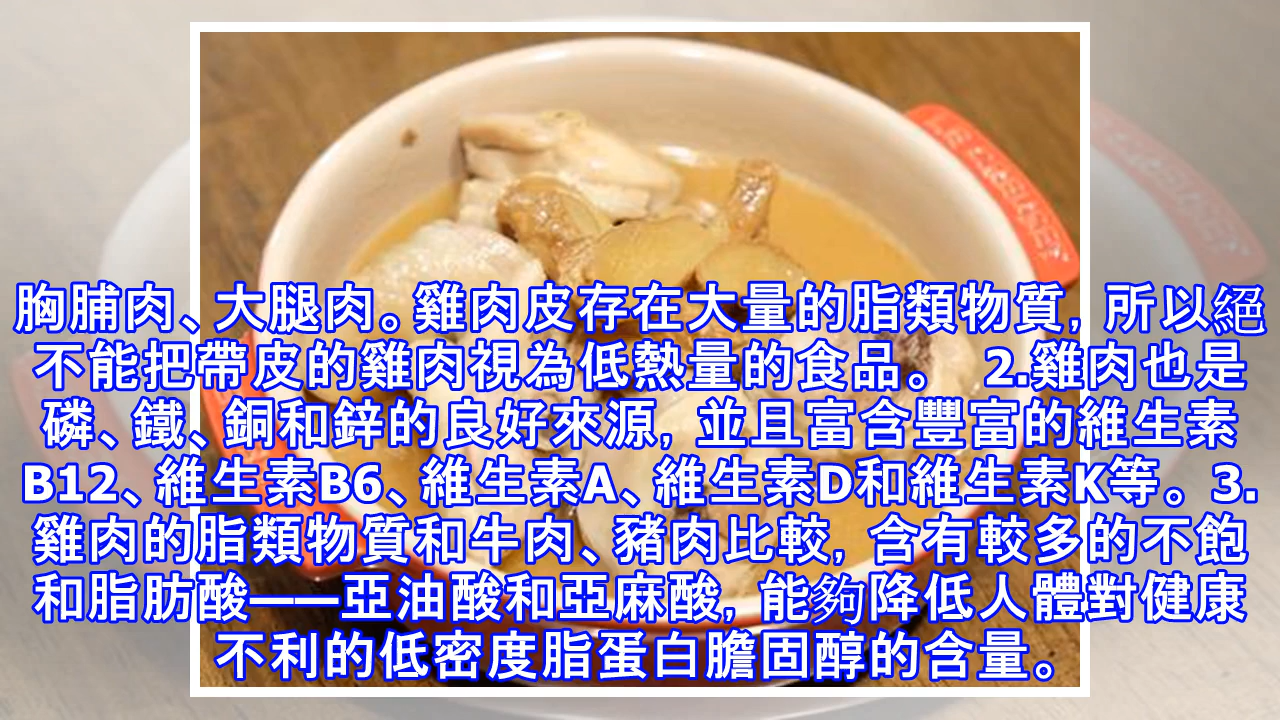 LE CREUSET
胸脯肉、大腿肉。雞肉皮存在大量的脂類物質, 所以絕
不能把帶皮的雞肉視為低熱量的食品。 2.雞肉也是
磷、鐵、銅和鋅的良好來源, 並且富含豐富的維生素
B12、維生素B6、維生素A、維生素D和維生素K等。3.
雞肉的脂類物質和牛肉、豬肉比較, 含有較多的不飽
和脂肪酸——亞油酸和亞麻酸, 能夠降低人體對健康
不利的低密度脂蛋白膽固醇的含量。